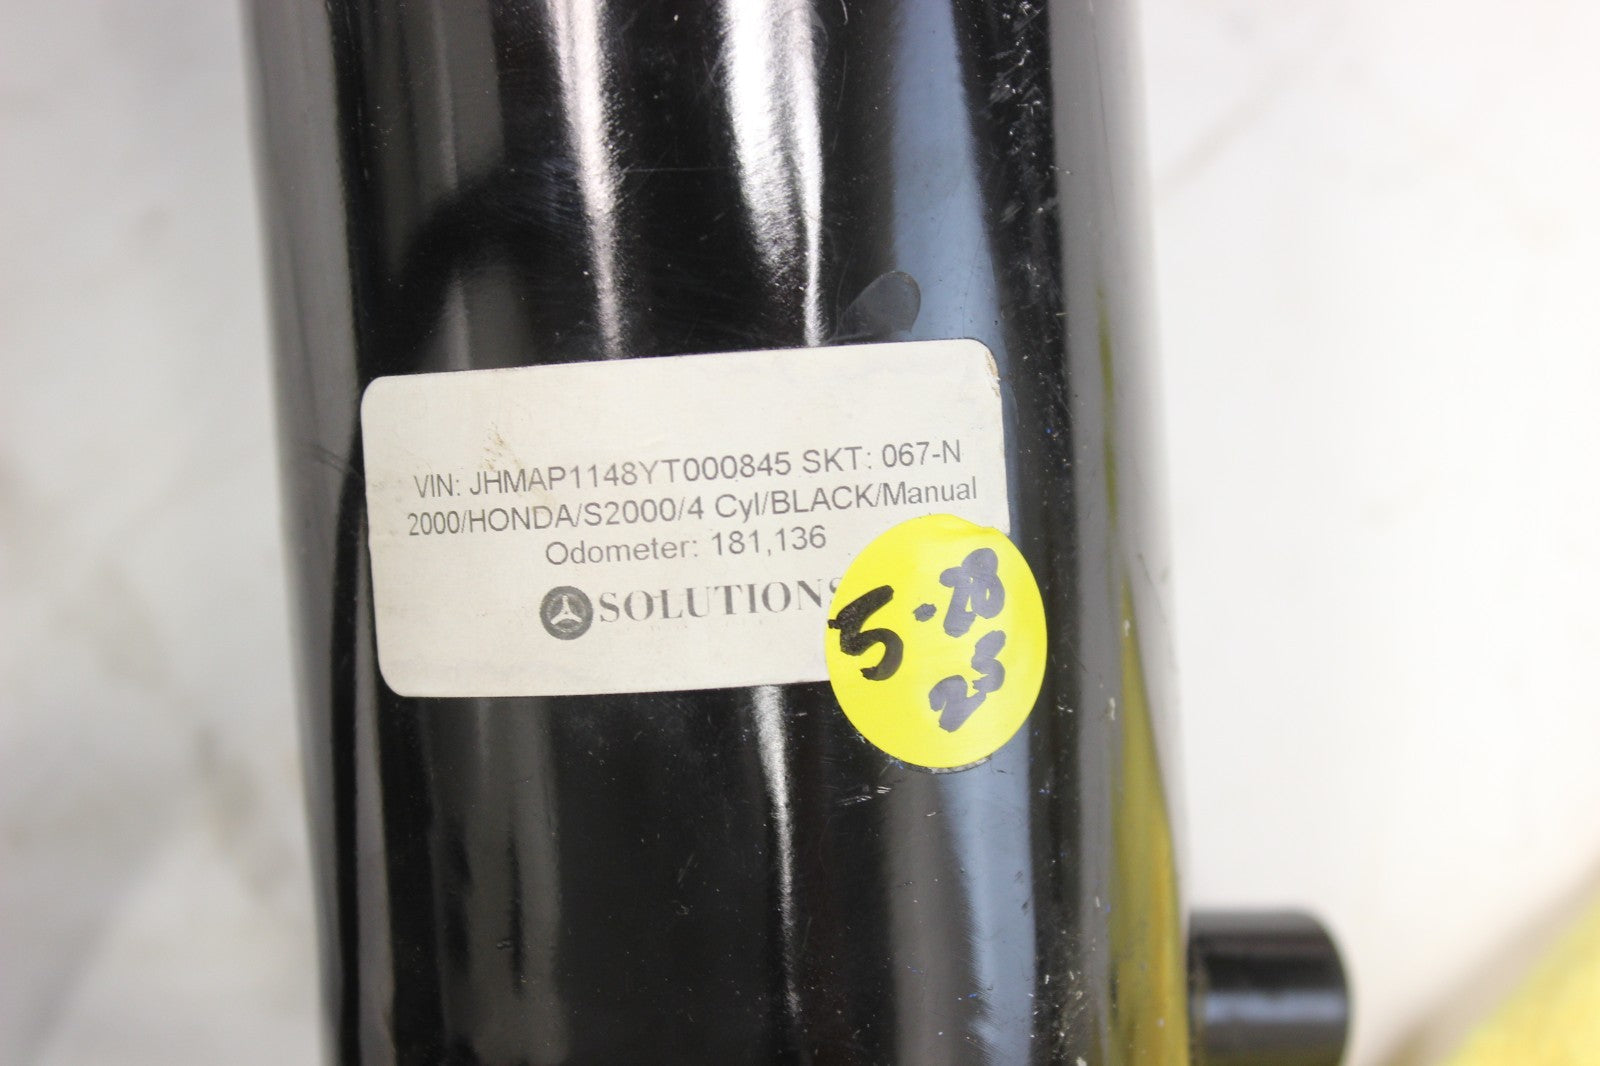 VIN: JHMAP1148YT000845 SKT: 067-N
2000/HONDA/S2000/4 Cyl/BLACK/Manual
Odometer: 181,136
SOLUTIONS
5.28
25